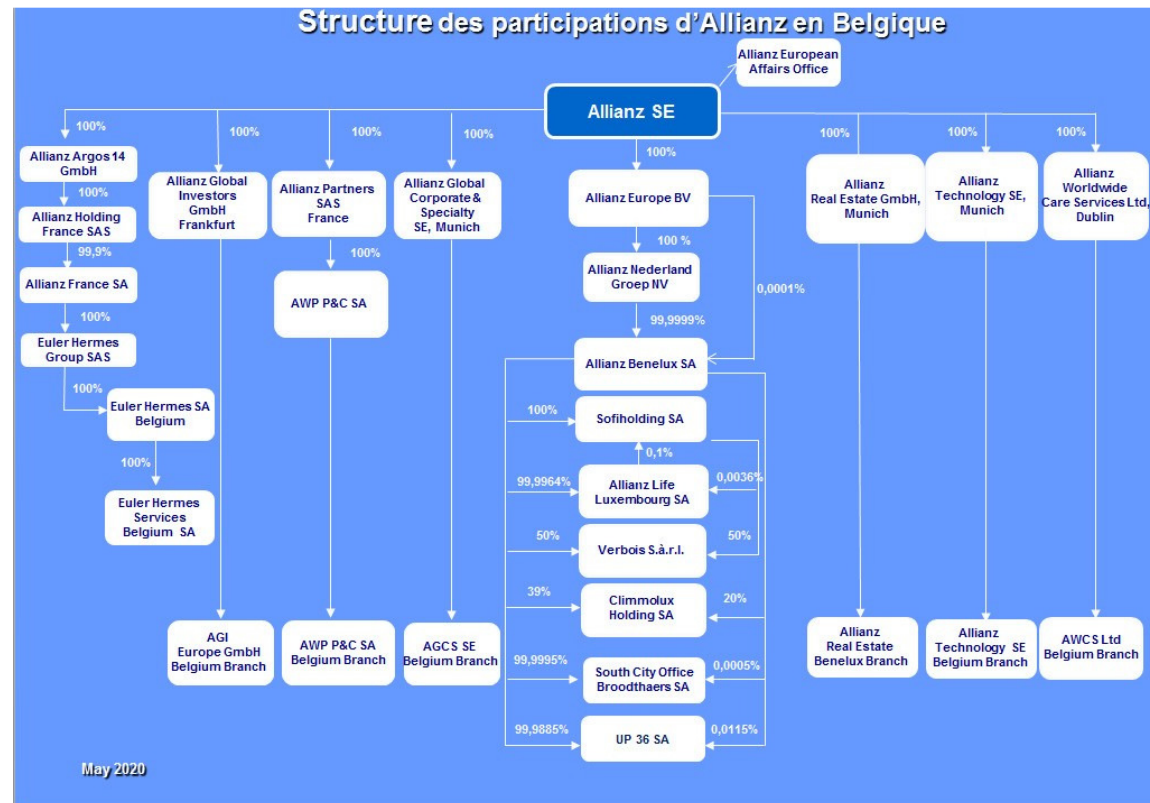 Structure des participations d'Allianz en Belgique
Allianz European
Affairs Office
Allianz SE
100%
100%
100%
100%
100%
100%
100%
100%
Allianz Argos 14
GmbH
Allianz Global
Investors
GmbH
Frankfurt
Allianz Partners
SAS
France
Allianz Global
Corporate &
Specialty
SE, Munich
Allianz Europe BV
Allianz
Real Estate GmbH,
Munich
Allianz
Technology SE,
Munich
Allianz
Worldwide
Care Services Ltd,
Dublin
100%
Allianz Holding
France SAS
99,9%
Allianz France SA
100%
Euler Hermes
Group SAS
100%
Euler Hermes SA
Belgium
100%
Euler Hermes
Services
Belgium SA
100%
AWP P&C SA
100 %
Allianz Nederland
Groep NV
0,0001%
99,9999%
Allianz Benelux SA
100%
Sofiholding SA
0,1%
99,9964%
Allianz Life
Luxembourg SA
0,0036%
50%
Verbois S.à.r.l.
50%
39%
Climmolux
Holding SA
20%
99,9995%
South City Office
Broodthaers SA
0,0005%
99,9885%
UP 36 SA
0,0115%
AGI
Europe GmbH
Belgium Branch
AWP P&C SA
Belgium Branch
AGCS SE
Belgium Branch
Allianz
Real Estate
Benelux Branch
Allianz
Technology SE
Belgium Branch
AWCS Ltd
Belgium Branch
May 2020